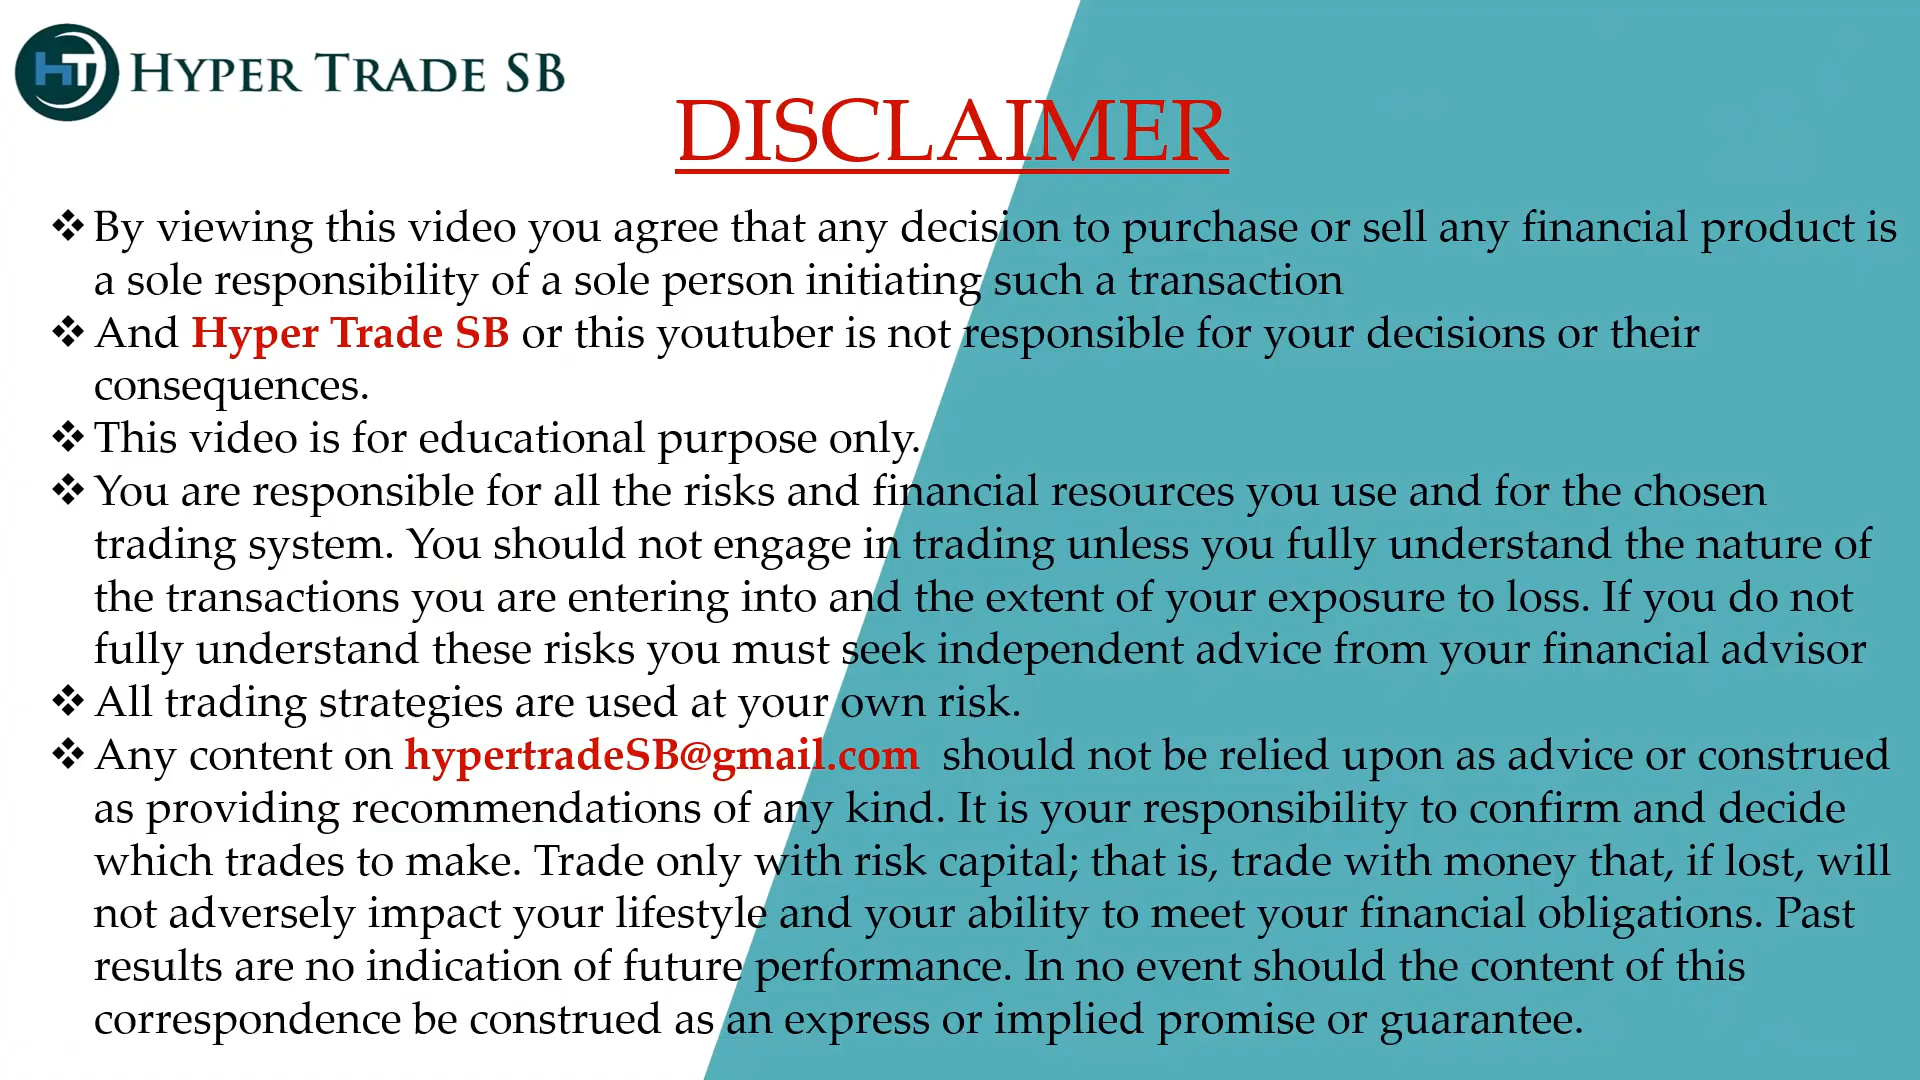 HT HYPER TRADE SB
DISCLAIMER
❖ By viewing this video you agree that any decision to purchase or sell any financial product is
a sole responsibility of a sole person initiating such a transaction
❖ And Hyper Trade SB or this youtuber is not responsible for your decisions or their
consequences.
❖ This video is for educational purpose only.
❖ You are responsible for all the risks and financial resources you use and for the chosen
trading system. You should not engage in trading unless you fully understand the nature of
the transactions you are entering into and the extent of your exposure to loss. If you do not
fully understand these risks you must seek independent advice from your financial advisor
❖ All trading strategies are used at your own risk.
❖ Any content on hypertradeSB@gmail.com should not be relied upon as advice or construed
as providing recommendations of any kind. It is your responsibility to confirm and decide
which trades to make. Trade only with risk capital; that is, trade with money that, if lost, will
not adversely impact your lifestyle and your ability to meet your financial obligations. Past
results are no indication of future performance. In no event should the content of this
correspondence be construed as an express or implied promise or guarantee.